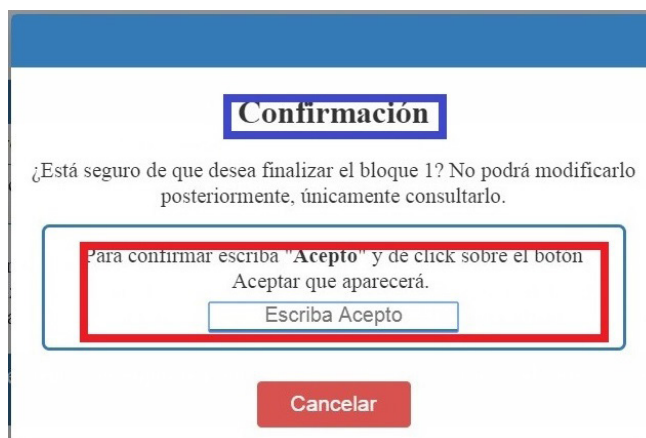 Confirmación
¿Está seguro de que desea finalizar el bloque 1? No podrá modificarlo
posteriormente, únicamente consultarlo.
Para confirmar escriba "Acepto" y de click sobre el botón
Aceptar que aparecerá.
Escriba Acepto
Cancelar